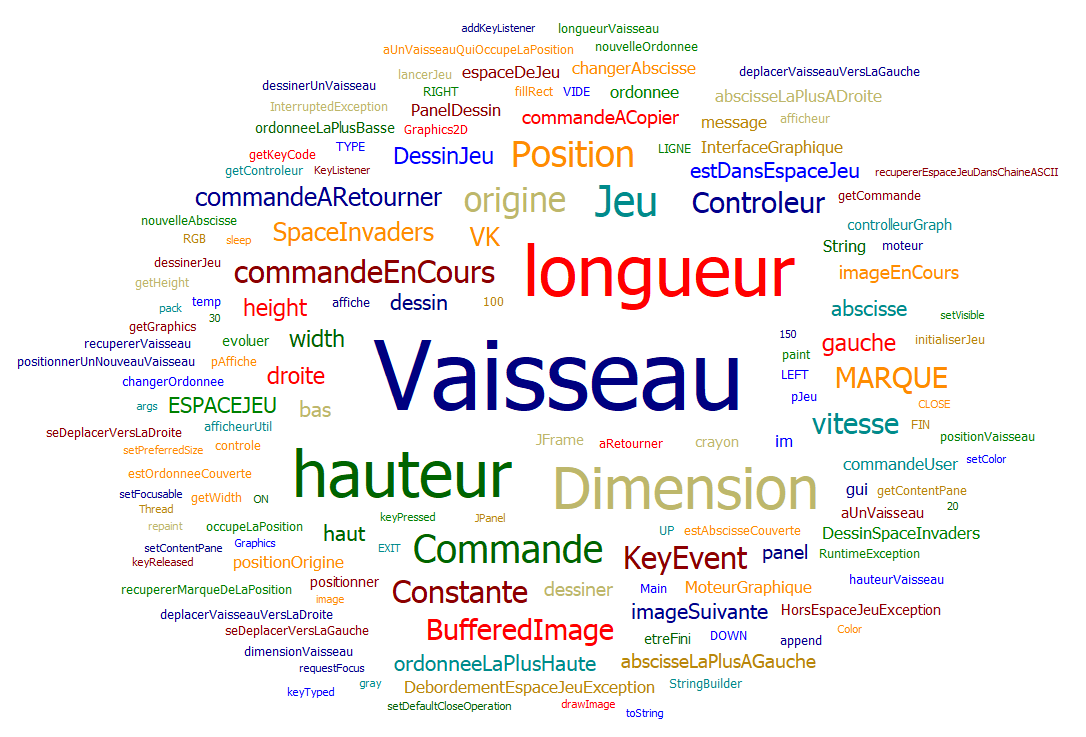 addKeyListener longueurVaisseau
aUnVaisseauQuiOccupeLaPosition nouvelleOrdonnee
lancerJeu espaceDeJeu changerAbscisse deplacerVaisseauVersLaGauche
dessinerUnVaisseau RIGHT fillRect VIDE ordonnee abscisseLaPlusADroite
InterruptedException PanelDessin commandeACopier message afficheur
ordonneeLaPlusBasse Graphics2D
getKeyCode TYPE DessinJeu Position LIGNE InterfaceGraphique
getControleur KeyListener estDansEspaceJeu recupererEspaceJeuDansChaineASCII
commandeARetourner origine Jeu Controleur getCommande
nouvelleAbscisse controlleurGraph
RGB sleep SpaceInvaders VK String moteur
dessinerJeu commandeEnCours longueur imageEnCours
getHeight
pack temp height affiche dessin 100 abscisse setVisible
30
getGraphics 150
recupererVaisseau evoluer width gauche initialiserJeu
positionnerUnNouveauVaisseau pAffiche paint
changerOrdonnee droite Vaisseau LEFT MARQUE
args ESPACEJEU bas pJeu CLOSE
seDeplacerVersLaDroite afficheurUtil vitesse FIN
setPreferredSize controle JFrame aRetourner crayon im positionVaisseau
estOrdonneeCouverte commandeUser setColor
setFocusable getWidth ON hauteur Dimension gui getContentPane
Thread 20
repaint occupeLaPosition keyPressed JPanel aUnVaisseau
setContentPane Graphics haut UP estAbscisseCouverte DessinSpaceInvaders
keyReleased positionOrigine EXIT Commande KeyEvent panel RuntimeException
recupererMarqueDeLaPosition positionner Constante dessiner Main MoteurGraphique hauteurVaisseau
image
deplacerVaisseauVersLaDroite imageSuivante HorsEspaceJeuException
seDeplacerVersLaGauche BufferedImage etreFini DOWN append Color
dimensionVaisseau
requestFocus ordonneeLaPlusHaute abscisseLaPlusAGauche
keyTyped gray DebordementEspaceJeuException StringBuilder
setDefaultCloseOperation drawImage toString